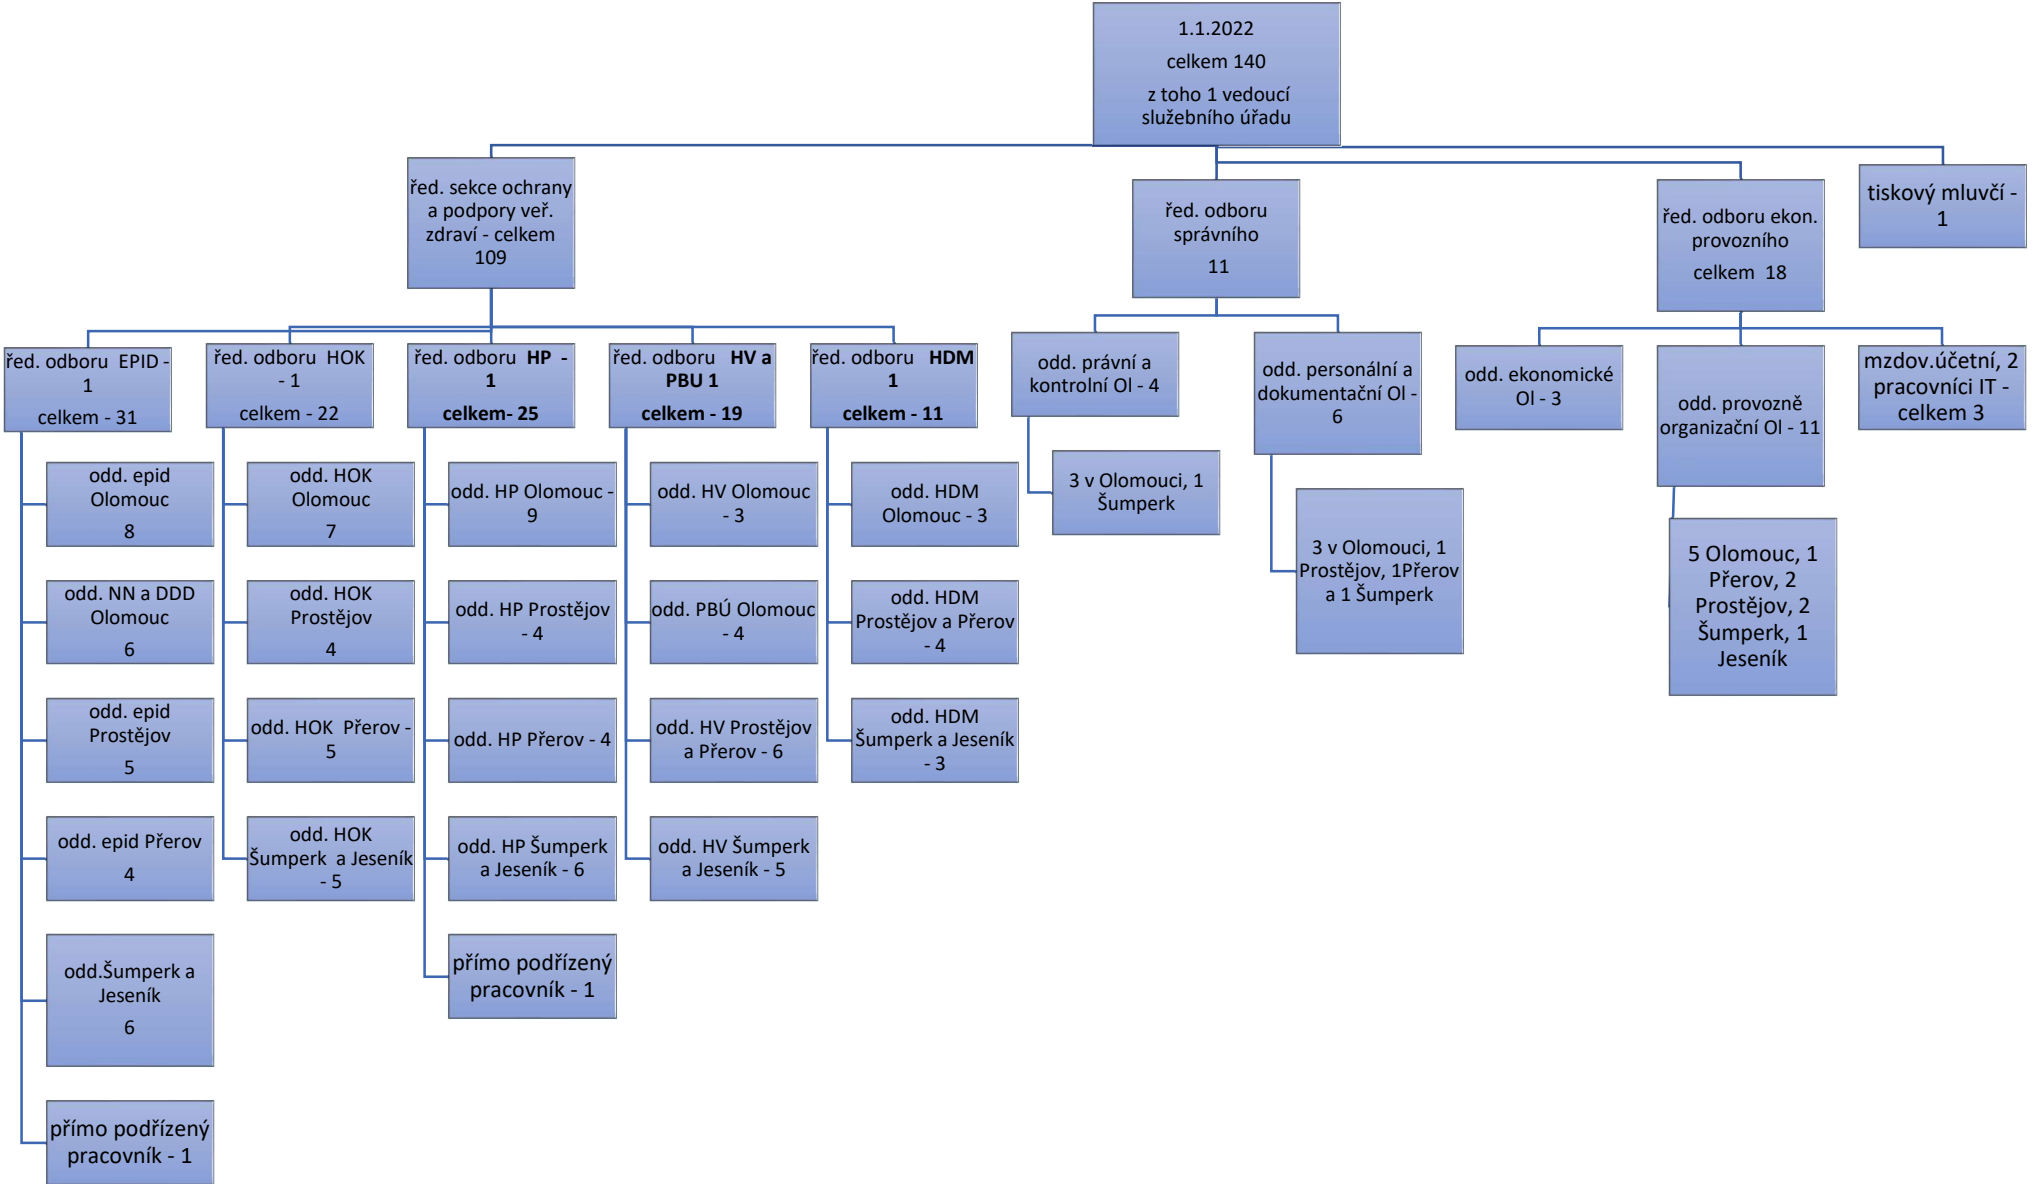 1.1.2022
celkem 140
z toho 1 vedoucí
služebního úřadu
řed. sekce ochrany
a podpory veř.
zdraví - celkem
109
řed. odboru
správního
11
řed. odboru ekon.
provozního
celkem  18
tiskový mluvčí -
1
řed. odboru  EPID -
1
celkem - 31
řed. odboru  HOK
- 1
celkem - 22
řed. odboru  HP  -
1
celkem- 25
řed. odboru   HV a
PBU 1
celkem - 19
řed. odboru   HDM
1
celkem - 11
odd. právní a
kontrolní Ol - 4
odd. personální a
dokumentační Ol -
6
odd. ekonomické
Ol - 3
odd. provozně
organizační Ol - 11
mzdov.účetní, 2
pracovníci IT -
celkem 3
odd. epid
Olomouc
8
odd. NN a DDD
Olomouc
6
odd. epid
Prostějov
5
odd. epid Přerov
4
odd.Šumperk a
Jeseník
6
přímo podřízený
pracovník - 1
odd. HOK
Olomouc
7
odd. HOK
Prostějov
4
odd. HOK  Přerov -
5
odd. HOK
Šumperk  a Jeseník
- 5
odd. HP Olomouc -
9
odd. HP Prostějov
- 4
odd. HP Přerov - 4
odd. HP Šumperk
a Jeseník - 6
přímo podřízený
pracovník - 1
odd. HV Olomouc
- 3
odd. PBÚ Olomouc
- 4
odd. HV Prostějov
a Přerov - 6
odd. HV Šumperk
a Jeseník - 5
odd. HDM
Olomouc - 3
odd. HDM
Prostějov a Přerov
- 4
odd. HDM
Šumperk a Jeseník
- 3
3 v Olomouci, 1
Šumperk
3 v Olomouci, 1
Prostějov, 1Přerov
a 1 Šumperk
5 Olomouc, 1
Přerov, 2
Prostějov, 2
Šumperk, 1
Jeseník